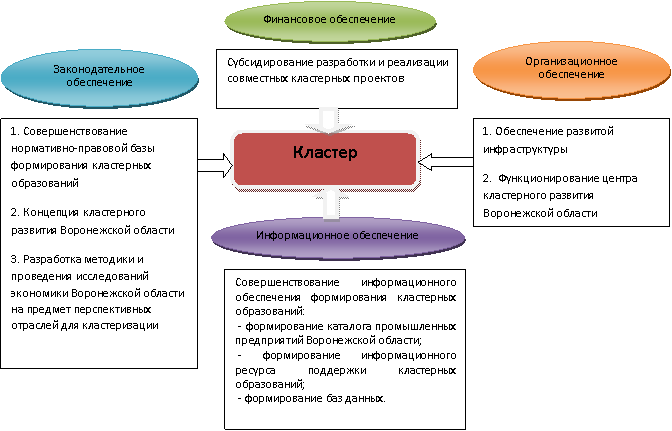 Финансовое обеспечение
Субсидирование разработки и реализации
совместных кластерных проектов
Законодательное
обеспечение
1. Совершенствование
нормативно-правовой базы
формирования кластерных
образований
2. Концепция кластерного
развития Воронежской области
3. Разработка методики и
проведения исследований
экономики Воронежской области
на предмет перспективных
отраслей для кластеризации
Кластер
Организационное
обеспечение
1. Обеспечение развитой
инфраструктуры
2. Функционирование центра
кластерного развития
Воронежской области
Информационное обеспечение
Совершенствование информационного
обеспечения формирования кластерных
образований:
- формирование каталога промышленных
предприятий Воронежской области;
- формирование информационного
ресурса поддержки кластерных
образований;
- формирование баз данных.